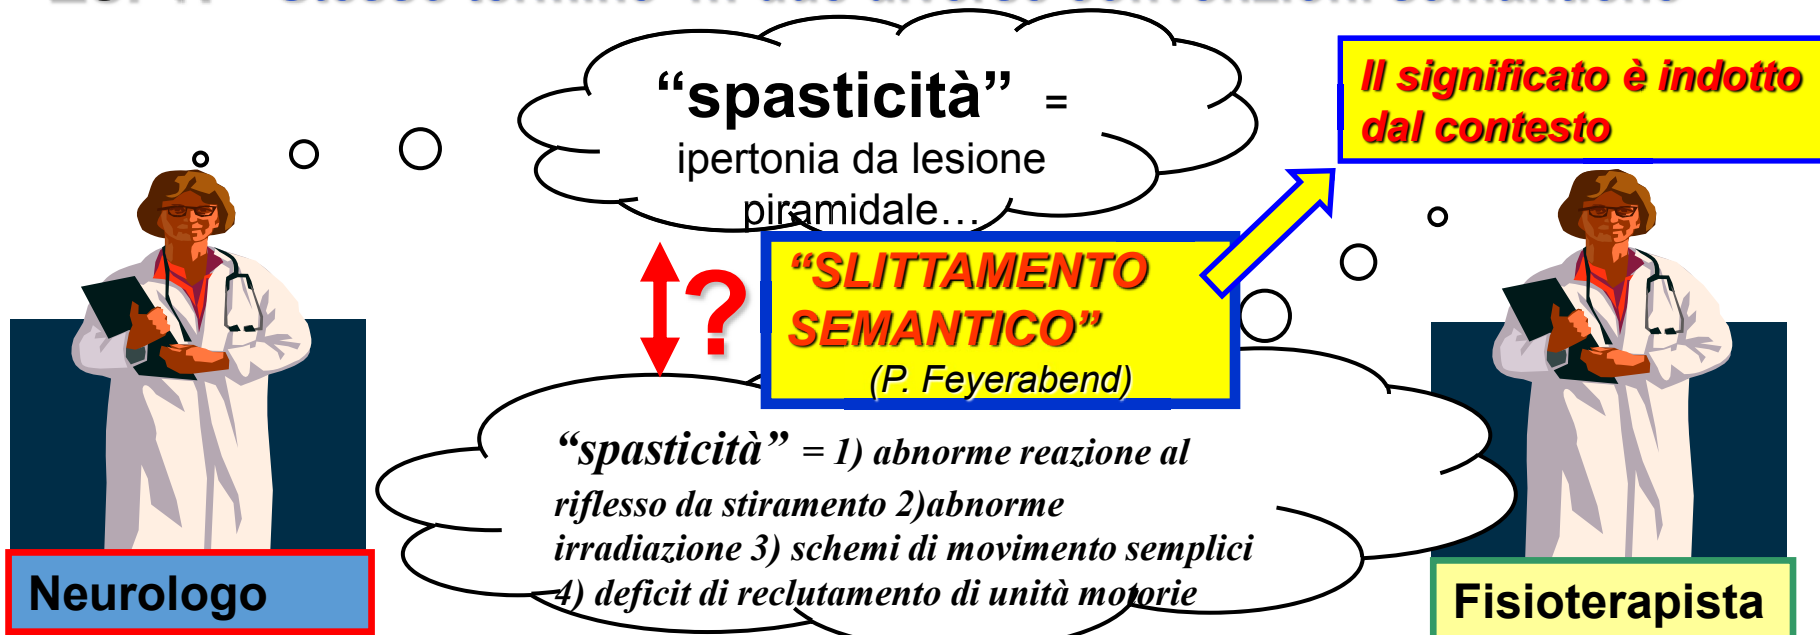 “spasticità” =
ipertonia da lesione
piramidale…
Il significato è indotto
dal contesto
?
“SLITTAMENTO
SEMANTICO”
(P. Feyerabend)
“spasticità” = 1) abnorme reazione al
riflesso da stiramento 2)abnorme
irradiazione 3) schemi di movimento semplici
4) deficit di reclutamento di unità motorie
Neurologo
Fisioterapista